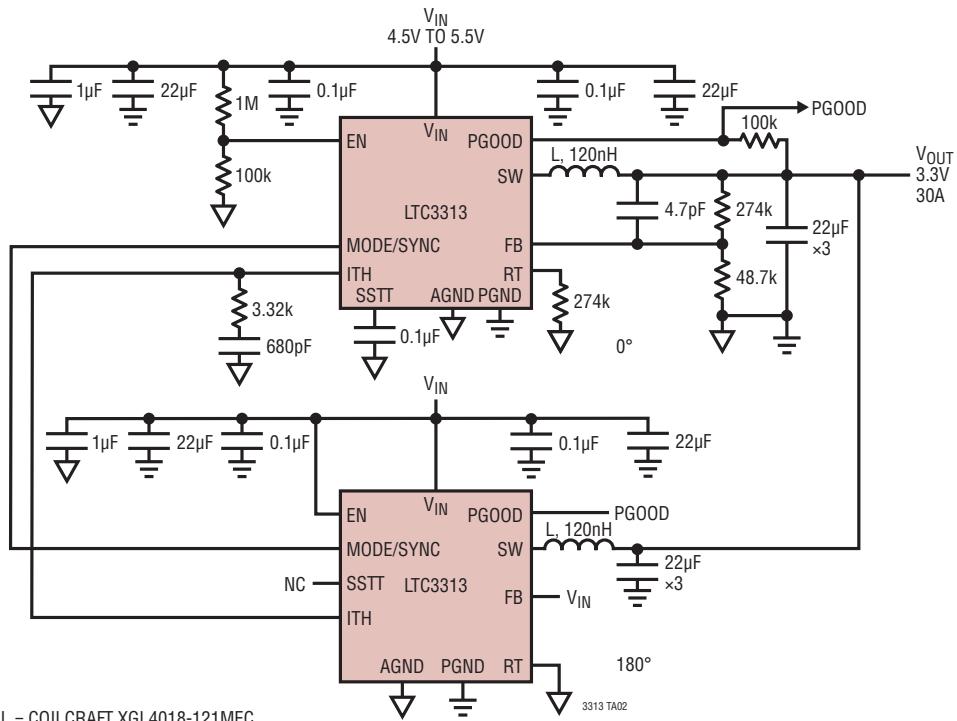 VIN
4.5V TO 5.5V
1µF
22µF
1M
0.1µF
0.1µF
22µF
PGOOD
100k
VIN
EN
PGOOD
100k
L, 120nH
SW
VOUT
3.3V
30A
LTC3313
4.7pF
274k
22µF
×3
MODE/SYNC
FB
ITH
RT
48.7k
3.32k
SSTT
AGND
PGND
274k
680pF
0.1µF
0°
VIN
1µF
22µF
0.1µF
0.1µF
22µF
VIN
EN
PGOOD
PGOOD
L, 120nH
MODE/SYNC
SW
22µF
×3
NC
SSTT
LTC3313
FB
VIN
ITH
AGND
PGND
RT
180°
3313 TA02
L = COILCRAFT XGL4018-121MEC